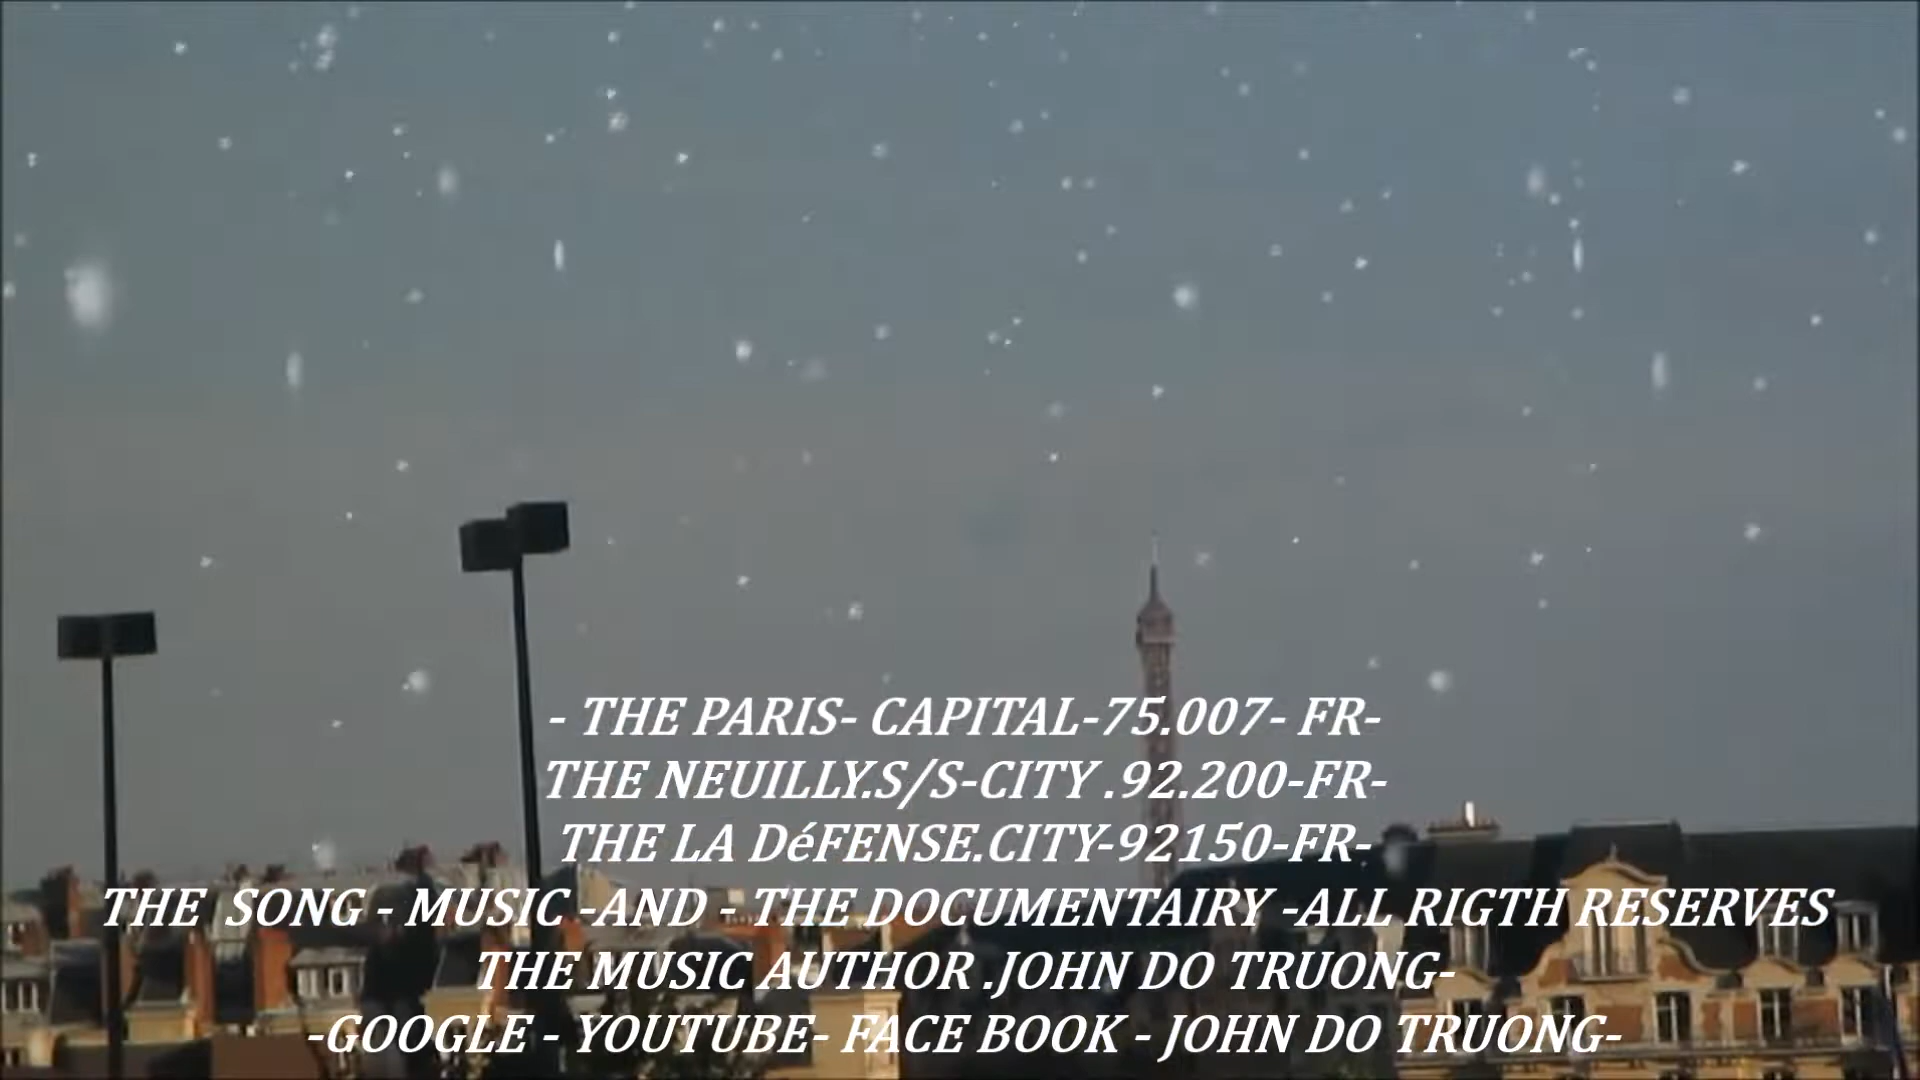 - THE PARIS- CAPITAL-75.007- FR-
THE NEUILLY.S/S-CITY .92.200-FR-
THE LA DéFENSE.CITY-92150-FR-
THE  SONG - MUSIC -AND - THE DOCUMENTAIRY -ALL RIGTH RESERVES
THE MUSIC AUTHOR .JOHN DO TRUONG-
-GOOGLE - YOUTUBE- FACE BOOK - JOHN DO TRUONG-